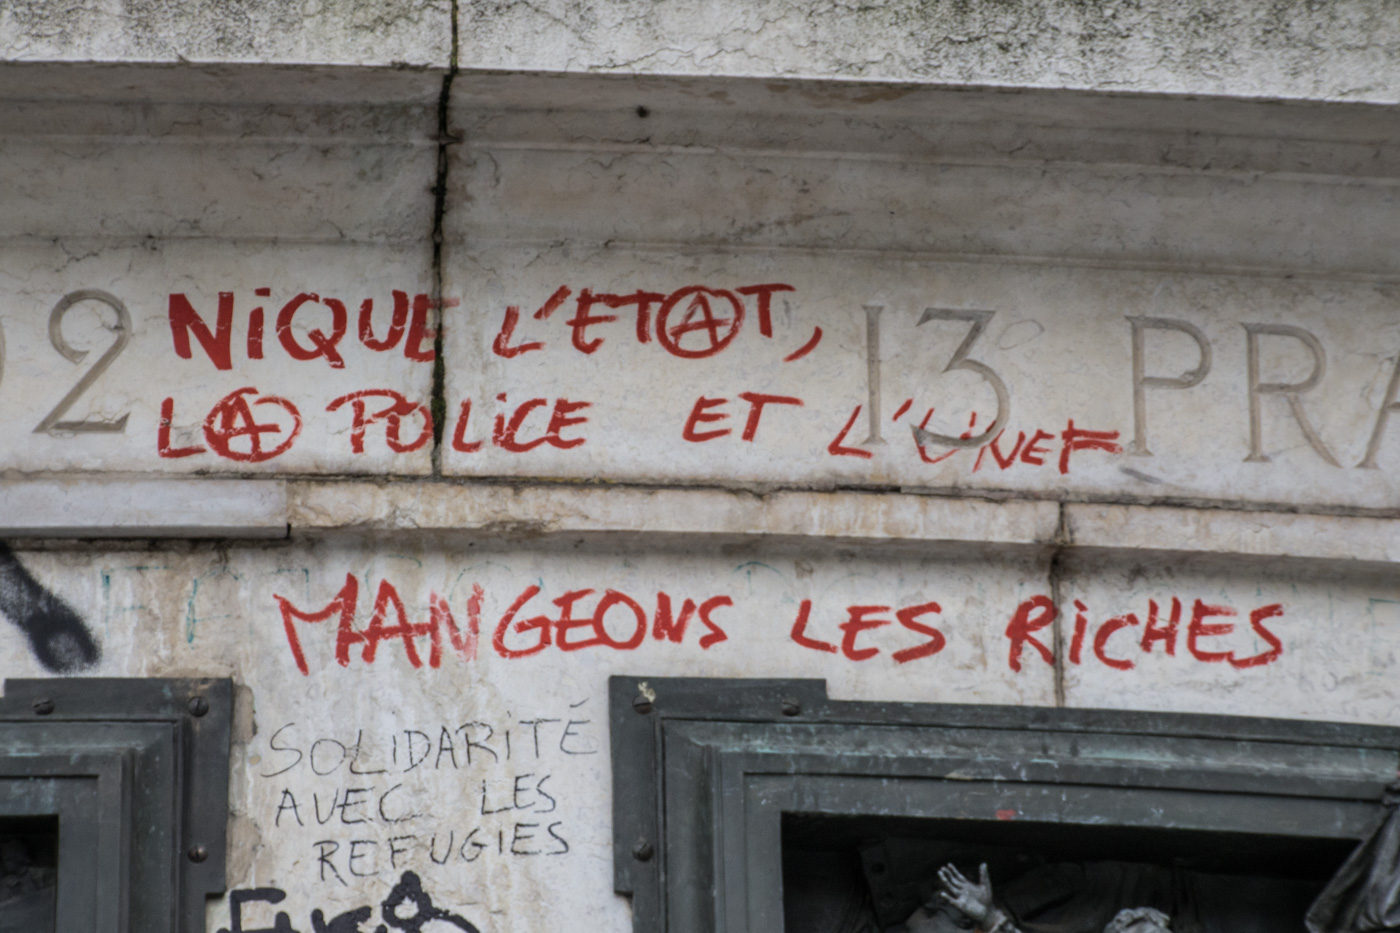 NIQUE L'ETAT,
2 13 PRA
LA POLICE ET L'UNEF
MANGEONS LES RICHES
SOLIDARITÉ
AVEC LES
REFUGIES